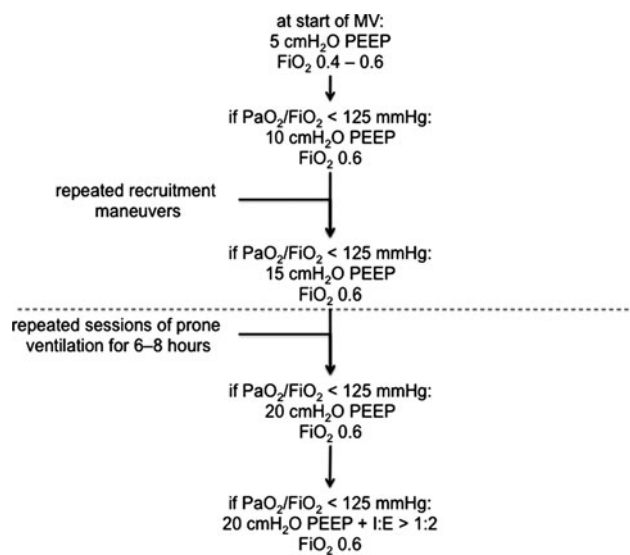 at start of MV:
5 cmH₂O PEEP
FiO₂ 0.4 – 0.6
if PaO₂/FiO₂ < 125 mmHg:
10 cmH₂O PEEP
FiO₂ 0.6
repeated recruitment
maneuvers
if PaO₂/FiO₂ < 125 mmHg:
15 cmH₂O PEEP
FiO₂ 0.6
repeated sessions of prone
ventilation for 6–8 hours
if PaO₂/FiO₂ < 125 mmHg:
20 cmH₂O PEEP
FiO₂ 0.6
if PaO₂/FiO₂ < 125 mmHg:
20 cmH₂O PEEP + I:E > 1:2
FiO₂ 0.6